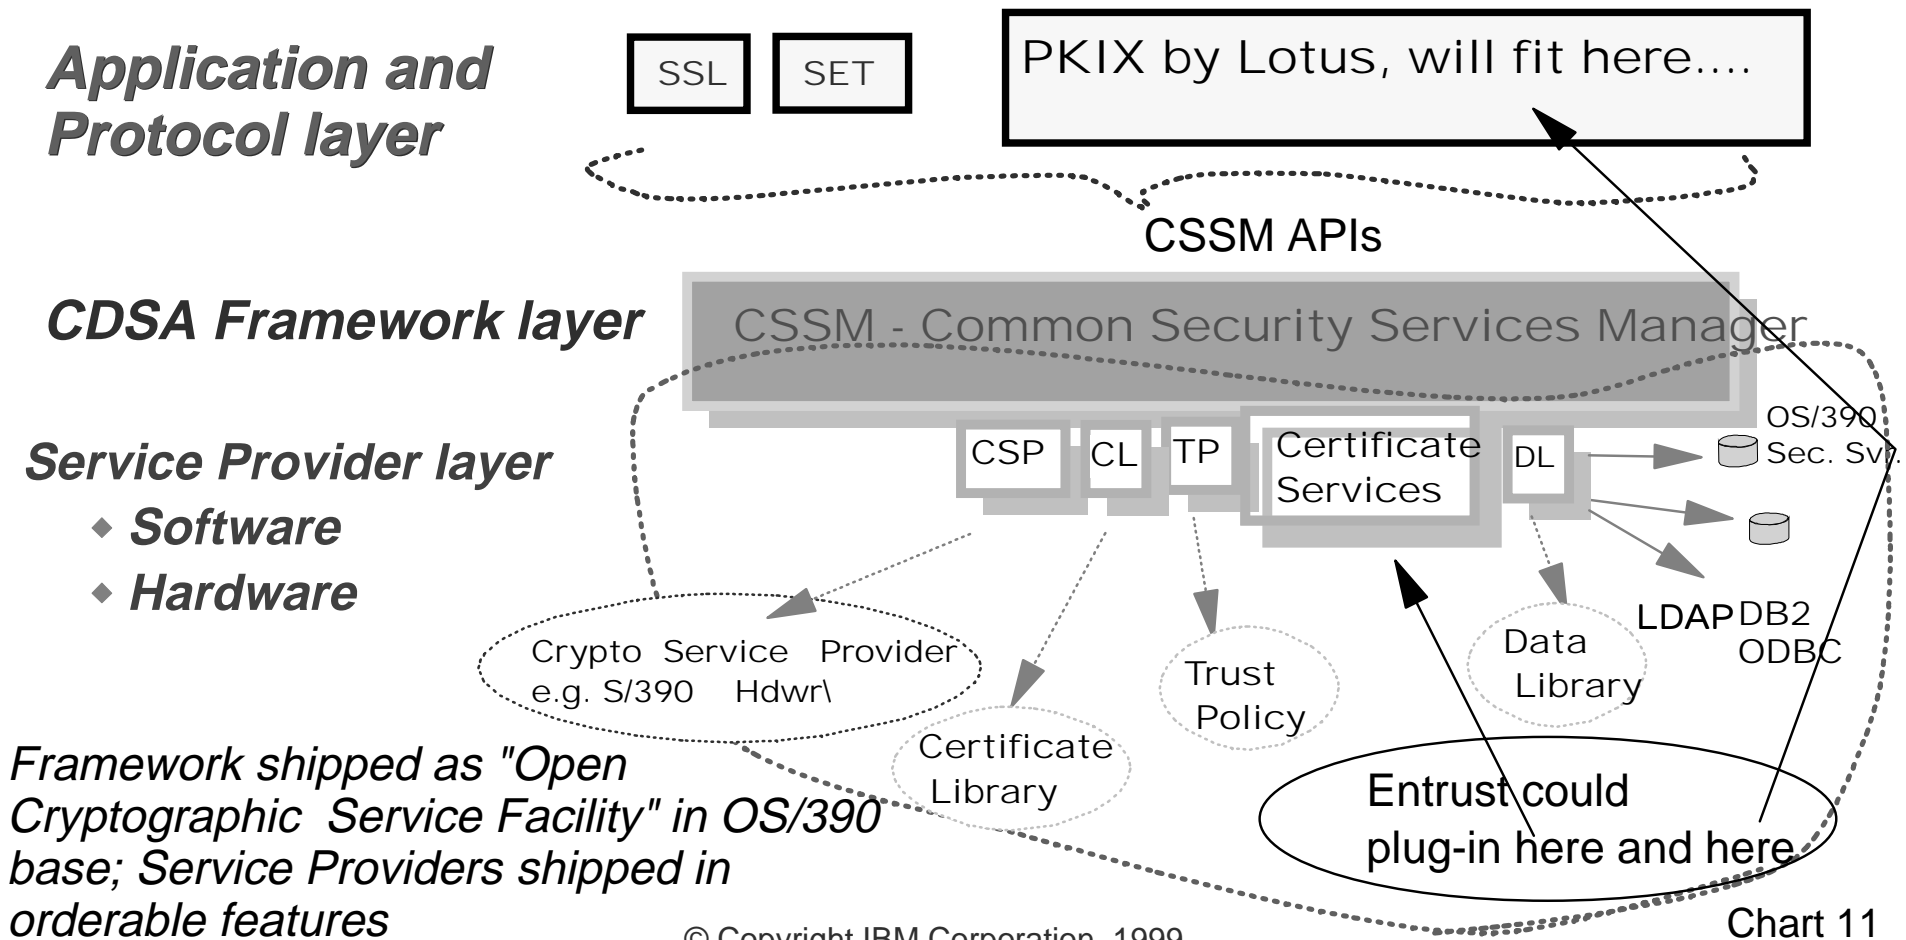 Application and
Protocol layer
SSL
SET
PKIX by Lotus, will fit here....
CSSM APIs
CDSA Framework layer
CSSM - Common Security Services Manager
Service Provider layer
Software
Hardware
CSP
CL
TP
Certificate
Services
DL
OS/390
Sec. Svr.
LDAP
DB2
ODBC
Crypto Service Provider
e.g. S/390 Hdwr\
Certificate
Library
Trust
Policy
Data
Library
Entrust could
plug-in here and here
Framework shipped as "Open
Cryptographic Service Facility" in OS/390
base; Service Providers shipped in
orderable features
© Copyright IBM Corporation, 1999
Chart 11